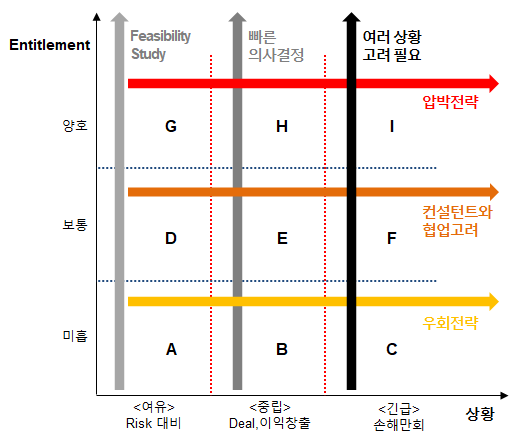 Entitlement
Feasibility
Study
빠른
의사결정
여러 상황
고려 필요
압박전략
양호
G
H
I
컨설턴트와
협업고려
보통
D
E
F
우회전략
미흡
A
B
C
<여유>
Risk 대비
<중립>
Deal,이익창출
<긴급>
손해만회
상황